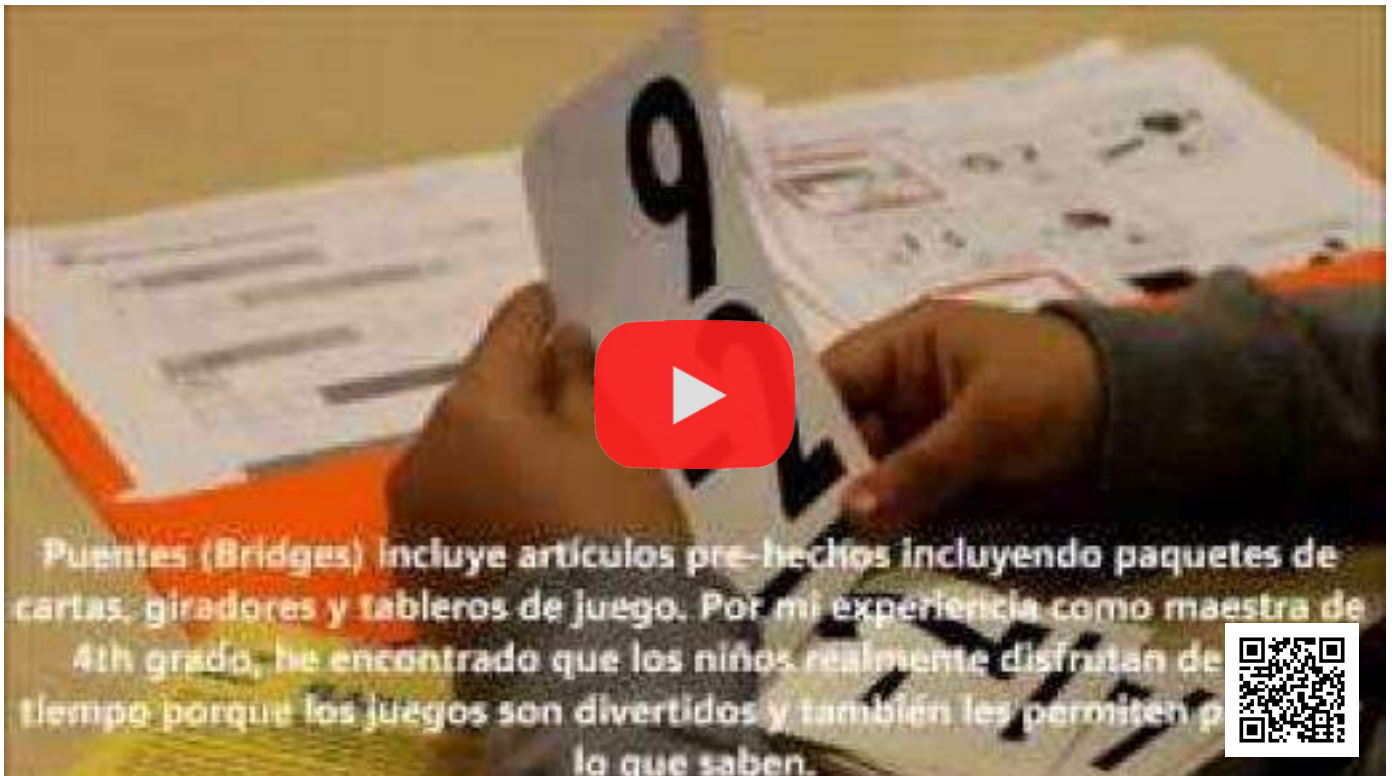 9
2
Puentes (Bridges) incluye artículos pre-hechos incluyendo paquetes de
cartas, giradores y tableros de juego. Por mi experiencia como maestra de
4th grado, he encontrado que los niños realmente disfrutan de
tiempo porque los juegos son divertidos y también les permiten
lo que saben.